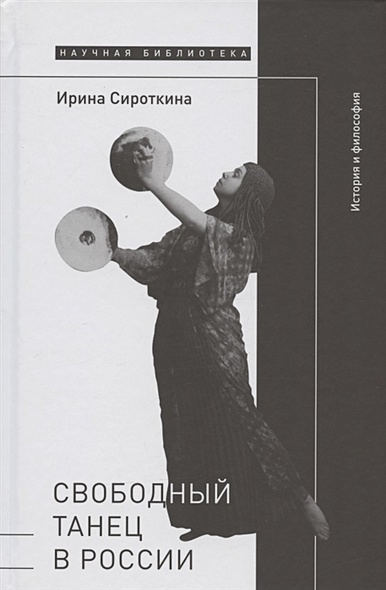 НАУЧНАЯ БИБЛИОТЕКА
Ирина Сироткина
История и философия
СВОБОДНЫЙ
ТАНЕЦ
В РОССИИ